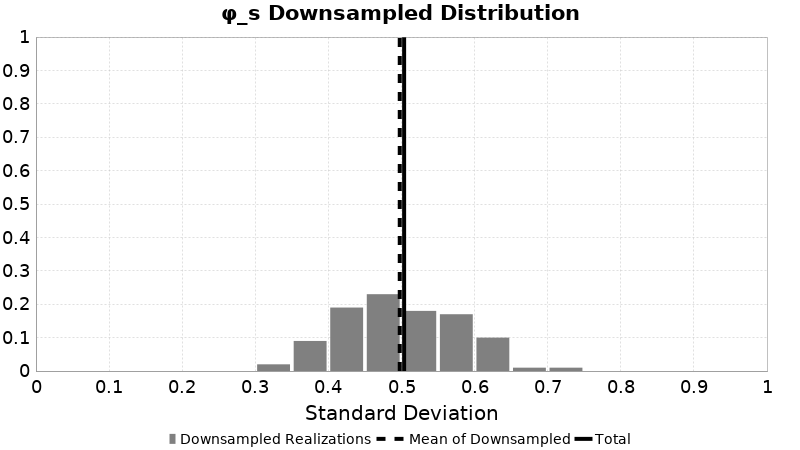 φ_s Downsampled Distribution
1
0.9
0.8
0.7
0.6
0.5
0.4
0.3
0.2
0.1
0
0 0.1 0.2 0.3 0.4 0.5 0.6 0.7 0.8 0.9 1
Standard Deviation
Downsampled Realizations Mean of Downsampled Total